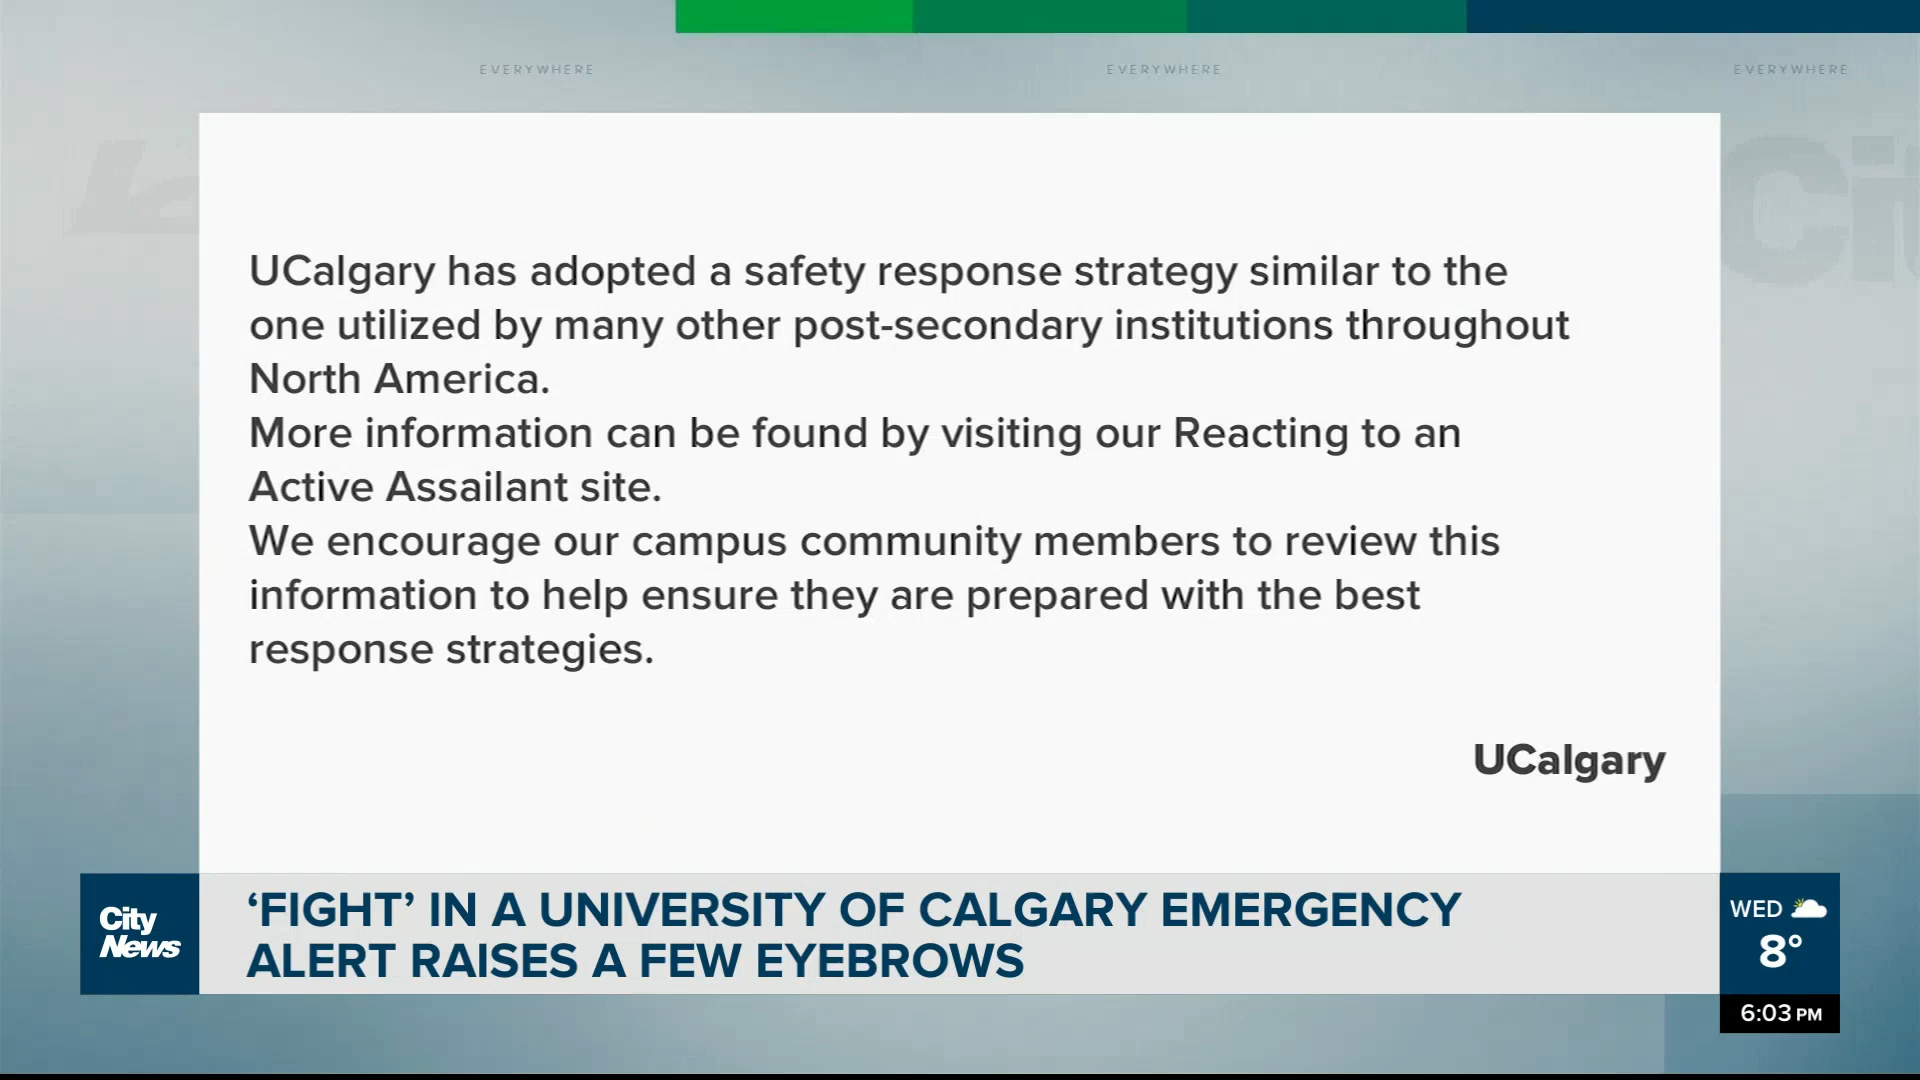 EVERYWHERE EVERYWHERE EVERYWHERE
UCalgary has adopted a safety response strategy similar to the
one utilized by many other post-secondary institutions throughout
North America.
More information can be found by visiting our Reacting to an
Active Assailant site.
We encourage our campus community members to review this
information to help ensure they are prepared with the best
response strategies.
UCalgary
City
News
‘FIGHT’ IN A UNIVERSITY OF CALGARY EMERGENCY
ALERT RAISES A FEW EYEBROWS
WED
8°
6:03 PM